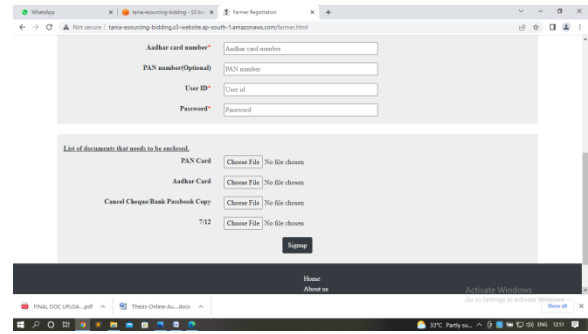 WhatsApp
tania-esourcing-bidding - S3 bu
Farmer Registration
Not secure | tania-esourcing-bidding.s3-website.ap-south-1.amazonaws.com/farmer.html
Aadhar card number* Aadhar card number
PAN number(Optional) PAN number
User ID* User id
Password* Password
List of documents that needs to be enclosed.
PAN Card Choose File No file chosen
Aadhar Card Choose File No file chosen
Cancel Cheque/Bank Passbook Copy Choose File No file chosen
7/12 Choose File No file chosen
Signup
Home
About us
Activate Windows
Go to Settings to activate Windows.
FINAL DOC UPLOA....pdf
Thesis-Online-Au....docx
Show all
33°C Partly su... ENG 1251